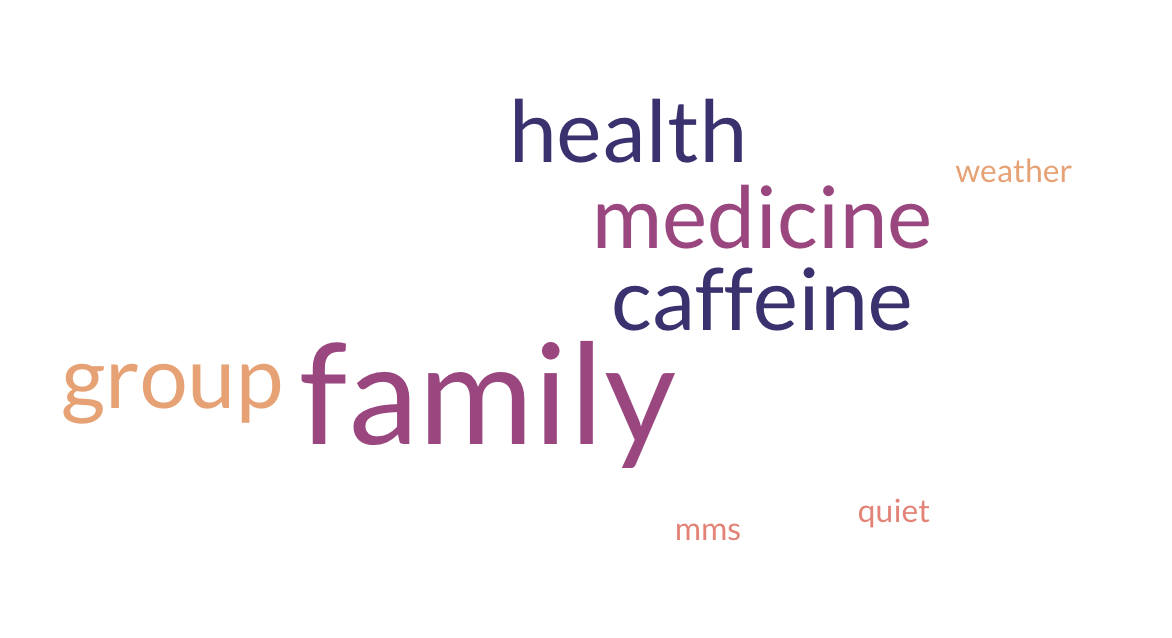 health
weather
medicine
caffeine
group family
quiet
mms